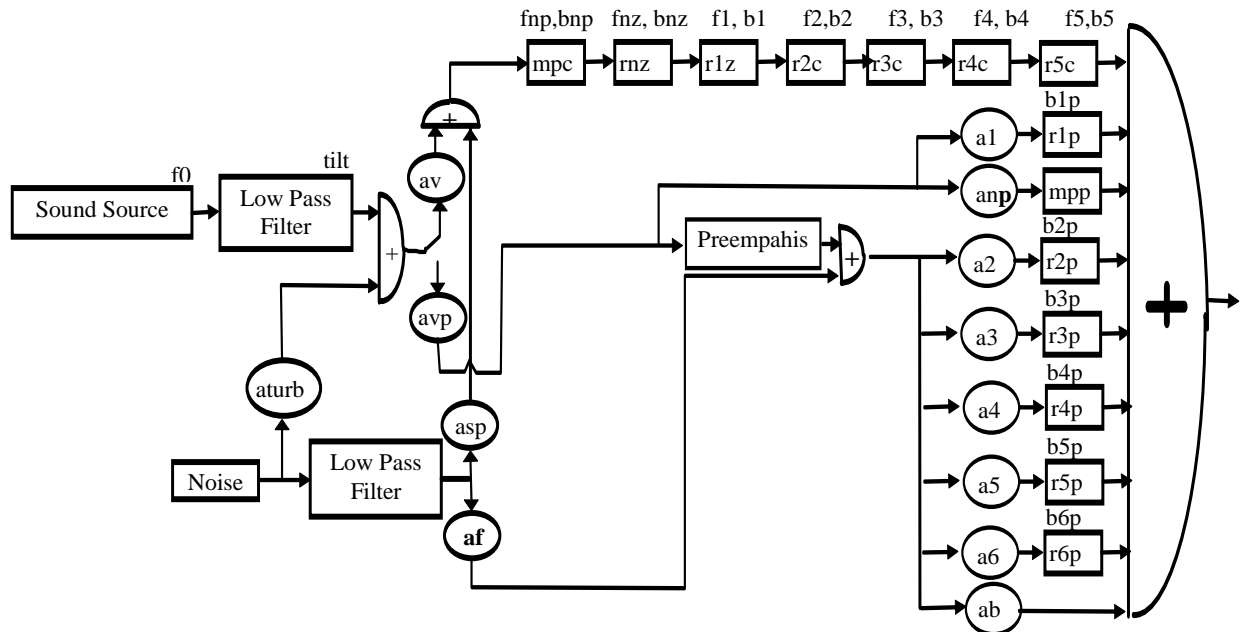 fnp,bnp fnz, bnz f1, b1 f2,b2 f3, b3 f4, b4 f5,b5
mpc rnz r1z r2c r3c r4c r5c
+
b1p
a1 r1p
f0 tilt
av
anp mpp
Sound Source
Low Pass
Filter
+
Preempahis
+
b2p
a2 r2p
avp
b3p
a3 r3p
+
aturb
b4p
a4 r4p
asp
Noise
Low Pass
Filter
b5p
a5 r5p
af
b6p
a6 r6p
ab